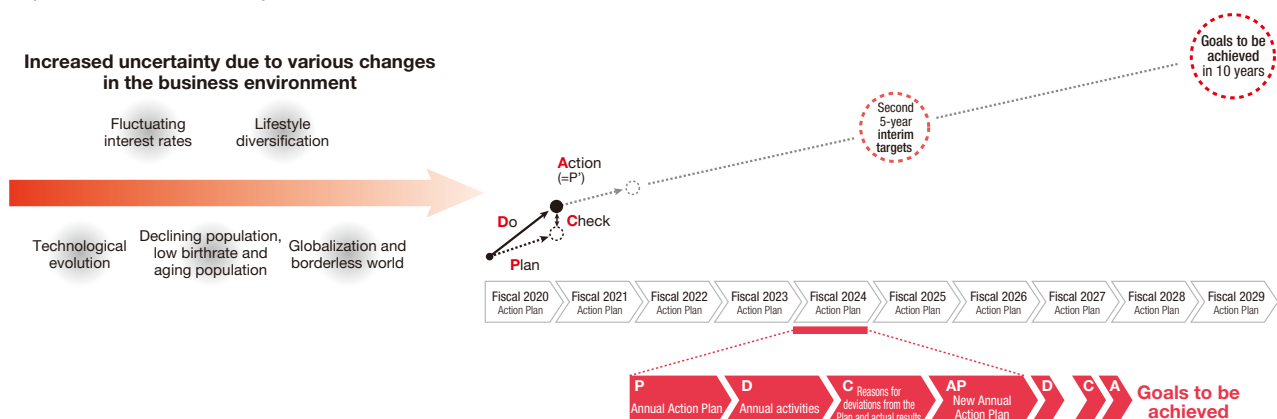 Increased uncertainty due to various changes
in the business environment
Fluctuating
interest rates
Lifestyle
diversification
Technological
evolution
Declining population,
low birthrate and
aging population
Globalization and
borderless world
Goals to be
achieved
in 10 years
Second
5-year
interim
targets
Action
(=P')
Do
Check
Plan
Fiscal 2020
Action Plan
Fiscal 2021
Action Plan
Fiscal 2022
Action Plan
Fiscal 2023
Action Plan
Fiscal 2024
Action Plan
Fiscal 2025
Action Plan
Fiscal 2026
Action Plan
Fiscal 2027
Action Plan
Fiscal 2028
Action Plan
Fiscal 2029
Action Plan
P
Annual Action Plan
D
Annual activities
C
Reasons for
deviations from the
Plan and actual results
AP
New Annual
Action Plan
D
C
A
Goals to be
achieved